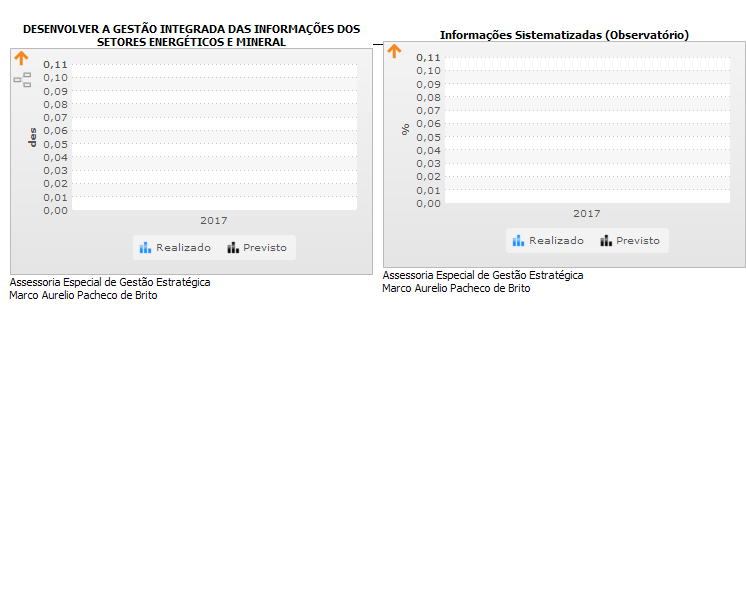 DESENVOLVER A GESTÃO INTEGRADA DAS INFORMAÇÕES DOS
SETORES ENERGÉTICOS E MINERAL
0,11
0,10
0,09
0,08
0,07
0,06
0,05
0,04
0,03
0,02
0,01
0,00
des
2017
Realizado
Previsto
Assessoria Especial de Gestão Estratégica
Marco Aurelio Pacheco de Brito
Informações Sistematizadas (Observatório)
0,11
0,10
0,09
0,08
0,07
0,06
0,05
0,04
0,03
0,02
0,01
0,00
%
2017
Realizado
Previsto
Assessoria Especial de Gestão Estratégica
Marco Aurelio Pacheco de Brito